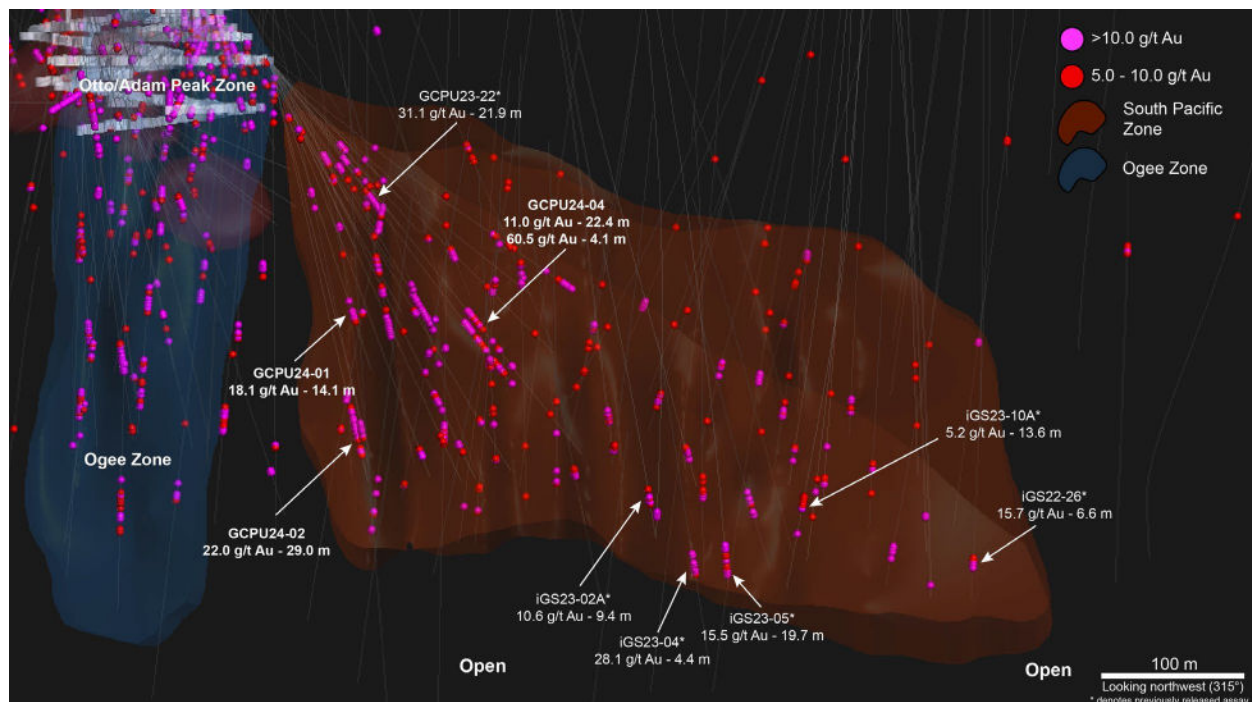 >10.0 g/t Au
5.0 - 10.0 g/t Au
South Pacific
Zone
Ogee Zone
Otto/Adam Peak Zone
GCPU23-22*
31.1 g/t Au - 21.9 m
GCPU24-04
11.0 g/t Au - 22.4 m
60.5 g/t Au - 4.1 m
GCPU24-01
18.1 g/t Au - 14.1 m
iGS23-10A*
5.2 g/t Au - 13.6 m
Ogee Zone
iGS22-26*
15.7 g/t Au - 6.6 m
GCPU24-02
22.0 g/t Au - 29.0 m
iGS23-02A*
10.6 g/t Au - 9.4 m
iGS23-05*
15.5 g/t Au - 19.7 m
iGS23-04*
28.1 g/t Au - 4.4 m
Open
Open
100 m
Looking northwest (315°)
* denotes previously released assay